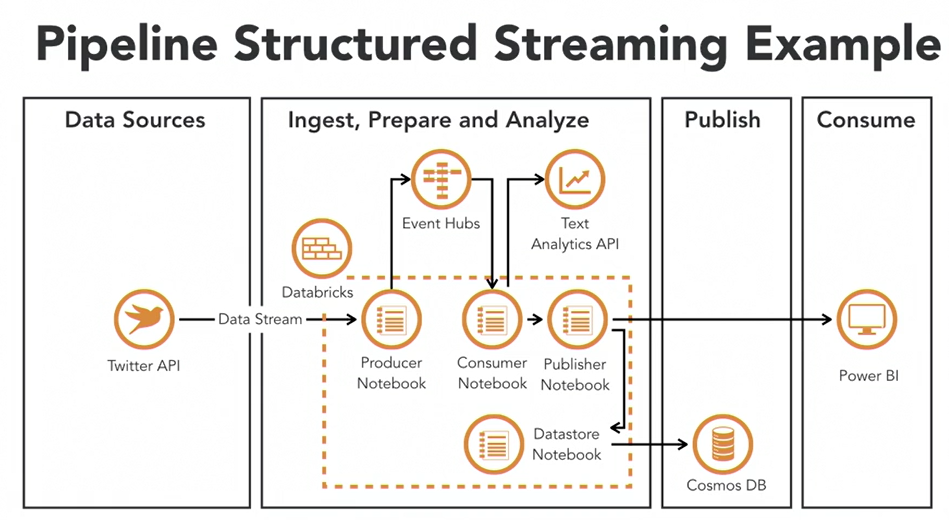 Pipeline Structured Streaming Example
Data Sources
Ingest, Prepare and Analyze
Publish
Consume
Event Hubs
Text
Analytics API
Databricks
Data Stream
Twitter API
Producer
Notebook
Consumer
Notebook
Publisher
Notebook
Power BI
Datastore
Notebook
Cosmos DB